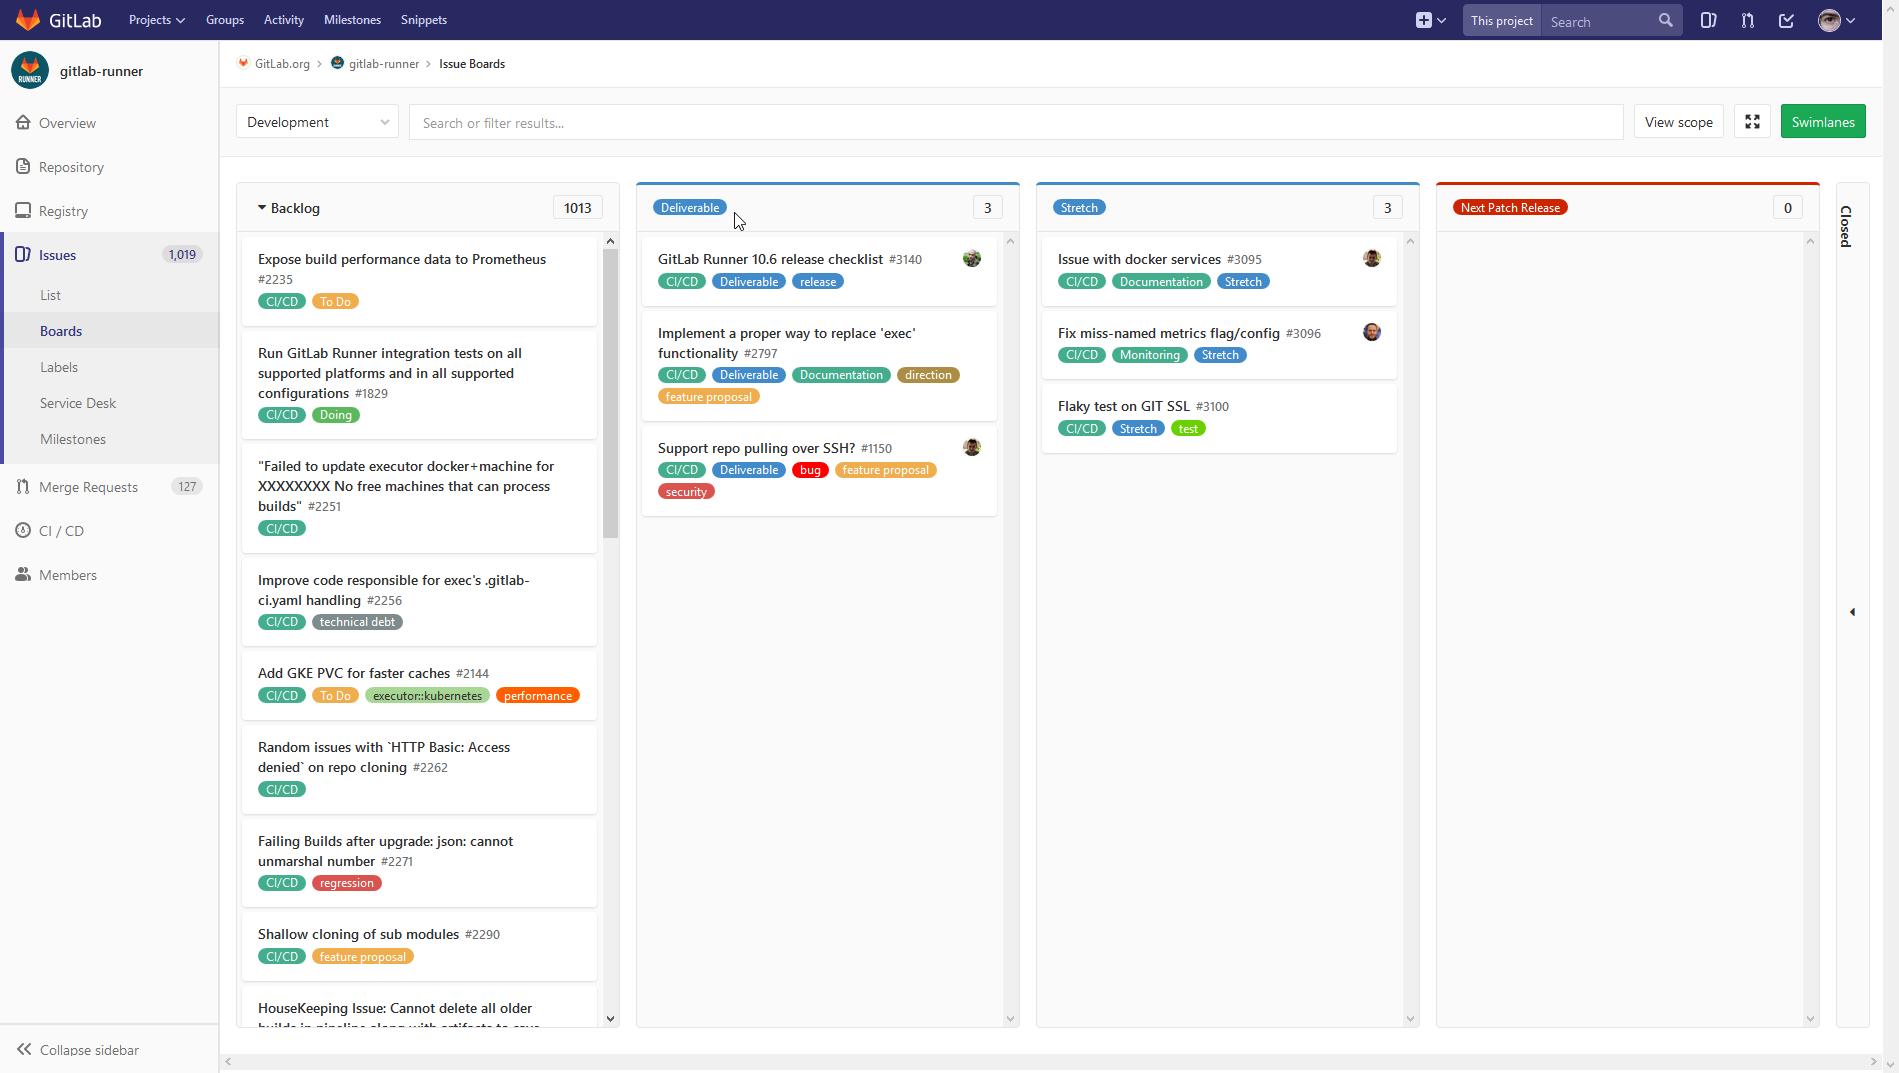 GitLab
Projects
Groups
Activity
Milestones
Snippets
This project
Search
RUNNER
gitlab-runner
Overview
Repository
Registry
Issues 1,019
List
Boards
Labels
Service Desk
Milestones
Merge Requests 127
CI / CD
Members
Collapse sidebar
GitLab.org > gitlab-runner > Issue Boards
Development
Search or filter results...
View scope
Swimlanes
Backlog 1013
Expose build performance data to Prometheus
#2235
CI/CD To Do
Run GitLab Runner integration tests on all
supported platforms and in all supported
configurations #1829
CI/CD Doing
"Failed to update executor docker+machine for
XXXXXXXX No free machines that can process
builds" #2251
CI/CD
Improve code responsible for exec's .gitlab-
ci.yaml handling #2256
CI/CD technical debt
Add GKE PVC for faster caches #2144
CI/CD To Do executor::kubernetes performance
Random issues with `HTTP Basic: Access
denied` on repo cloning #2262
CI/CD
Failing Builds after upgrade: json: cannot
unmarshal number #2271
CI/CD regression
Shallow cloning of sub modules #2290
CI/CD feature proposal
HouseKeeping Issue: Cannot delete all older
builds in pipeline along with artifacts to save
Deliverable 3
GitLab Runner 10.6 release checklist #3140
CI/CD Deliverable release
Implement a proper way to replace 'exec'
functionality #2797
CI/CD Deliverable Documentation direction
feature proposal
Support repo pulling over SSH? #1150
CI/CD Deliverable bug feature proposal
security
Stretch 3
Issue with docker services #3095
CI/CD Documentation Stretch
Fix miss-named metrics flag/config #3096
CI/CD Monitoring Stretch
Flaky test on GIT SSL #3100
CI/CD Stretch test
Next Patch Release 0
Closed